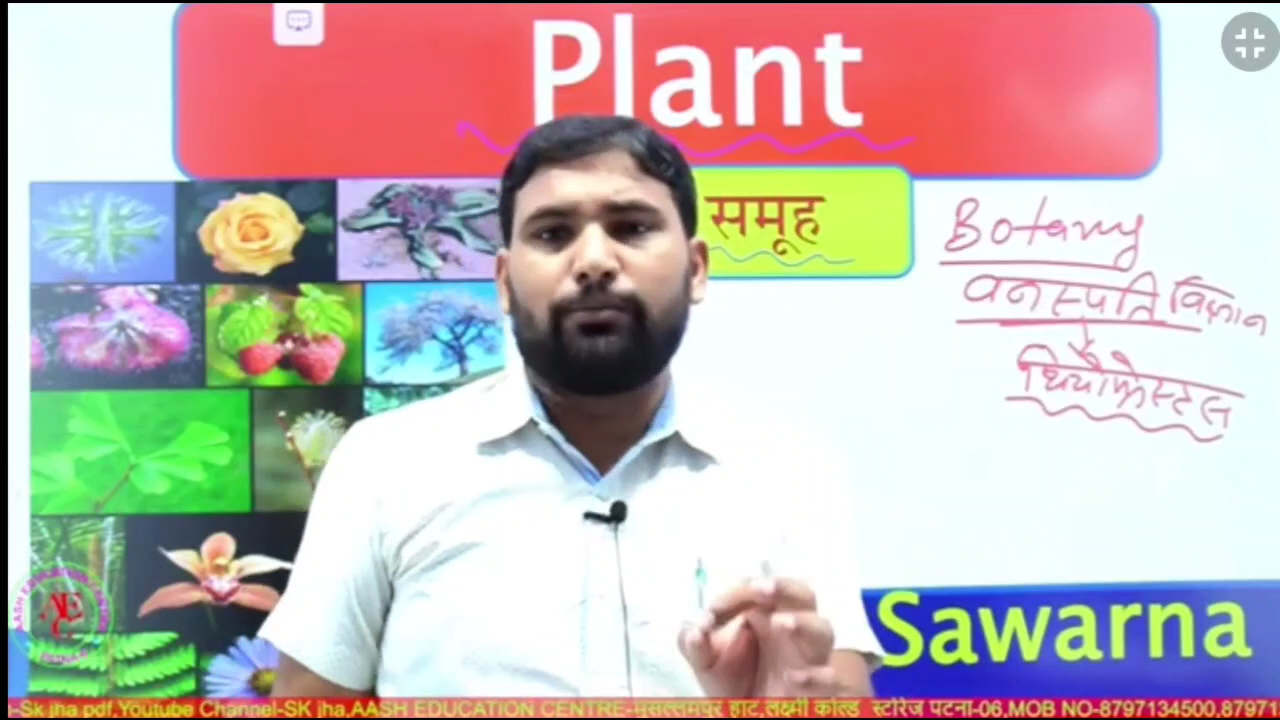 Plant
समूह
Botany
वनस्पति विज्ञान
थियोफ्रेस्टस
Sawarna
-Sk jha pdf,Youtube Channel-SK jha,AASH EDUCATION CENTRE-मुसल्लमपुर हाट,लक्ष्मी कोल्ड स्टोरेज पटना-06,MOB NO-8797134500,87971